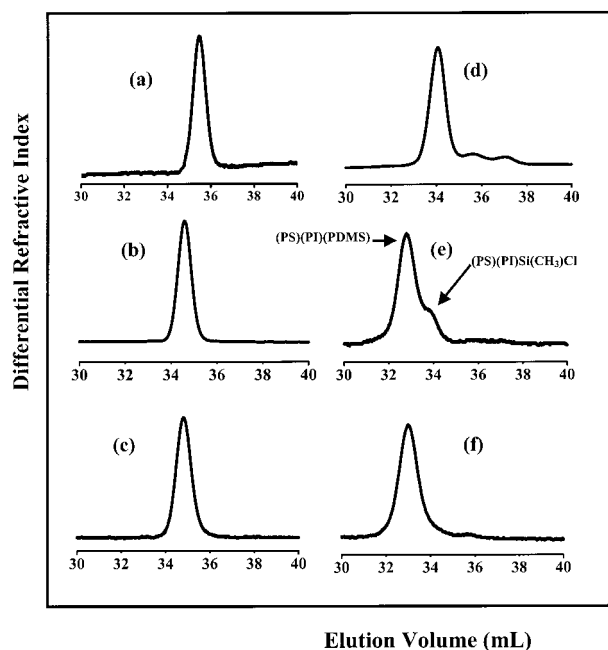 Differential Refractive Index
(a)
30 32 34 36 38 40
(d)
30 32 34 36 38 40
(b)
30 32 34 36 38 40
(PS)(PI)(PDMS)
(e)
(PS)(PI)Si(CH₃)Cl
30 32 34 36 38 40
(c)
30 32 34 36 38 40
(f)
30 32 34 36 38 40
Elution Volume (mL)